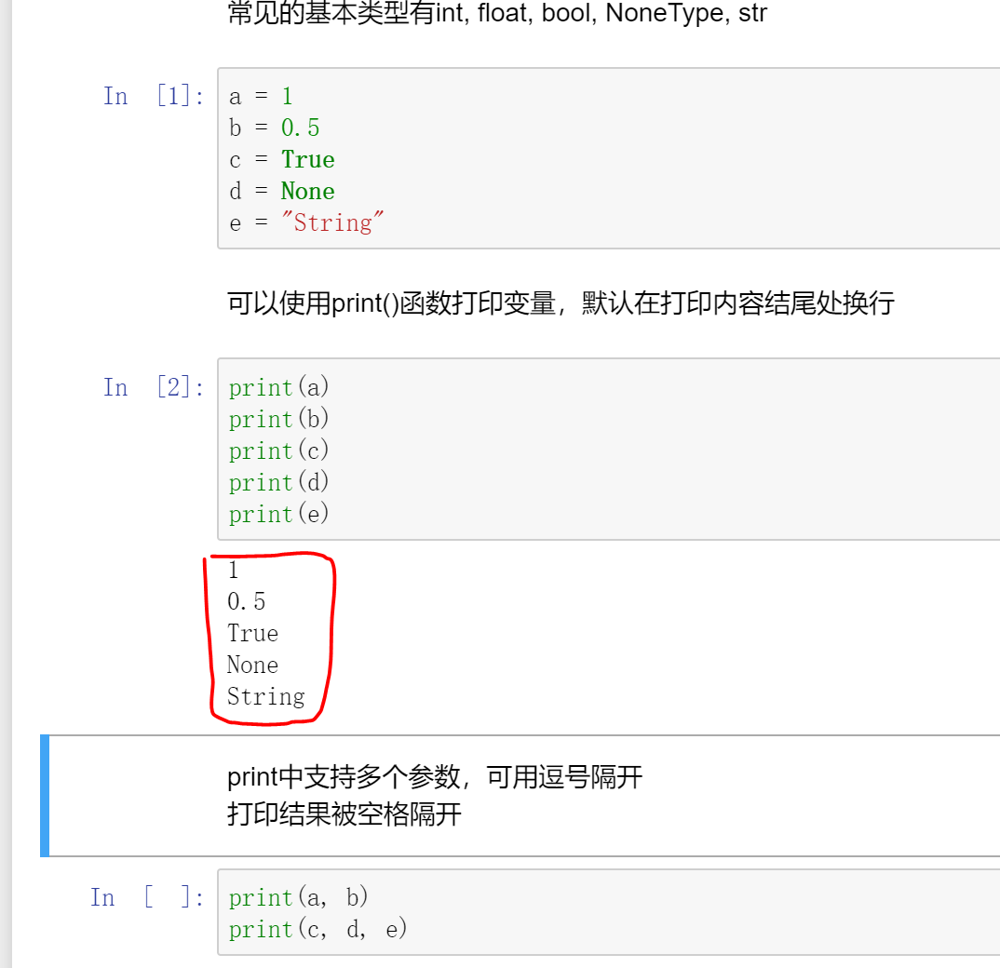 常见的基本类型有int, float, bool, NoneType, str
In [1]:
a = 1
b = 0.5
c = True
d = None
e = "String"
可以使用print()函数打印变量，默认在打印内容结尾处换行
In [2]:
print(a)
print(b)
print(c)
print(d)
print(e)
1
0.5
True
None
String
print中支持多个参数，可用逗号隔开
打印结果被空格隔开
In [ ]:
print(a, b)
print(c, d, e)